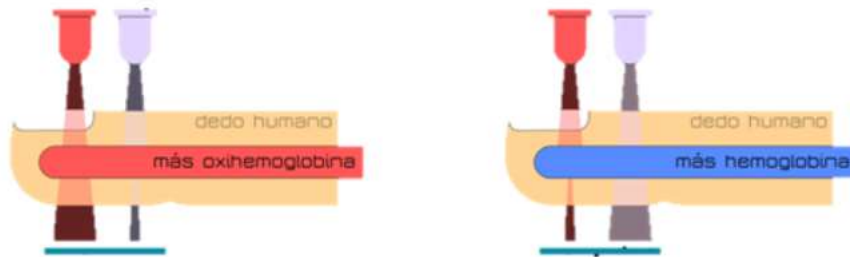 dedo humano
más oxihemoglobina
dedo humano
más hemoglobina